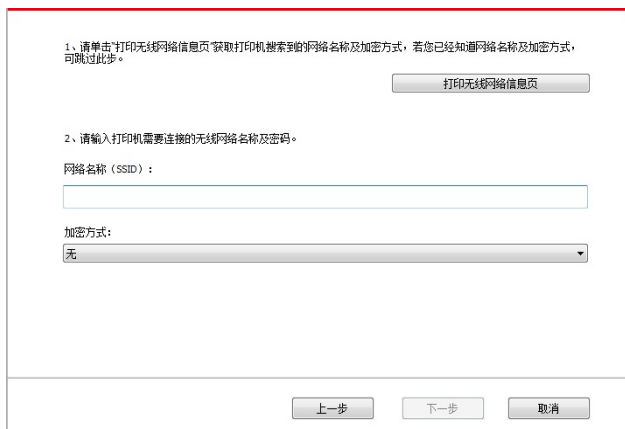 1、请单击"打印无线网络信息页"获取打印机搜索到的网络名称及加密方式，若您已经知道网络名称及加密方式，
可跳过此步。
打印无线网络信息页
2、请输入打印机需要连接的无线网络名称及密码。
网络名称（SSID）：
加密方式：
无
上一步 下一步 取消